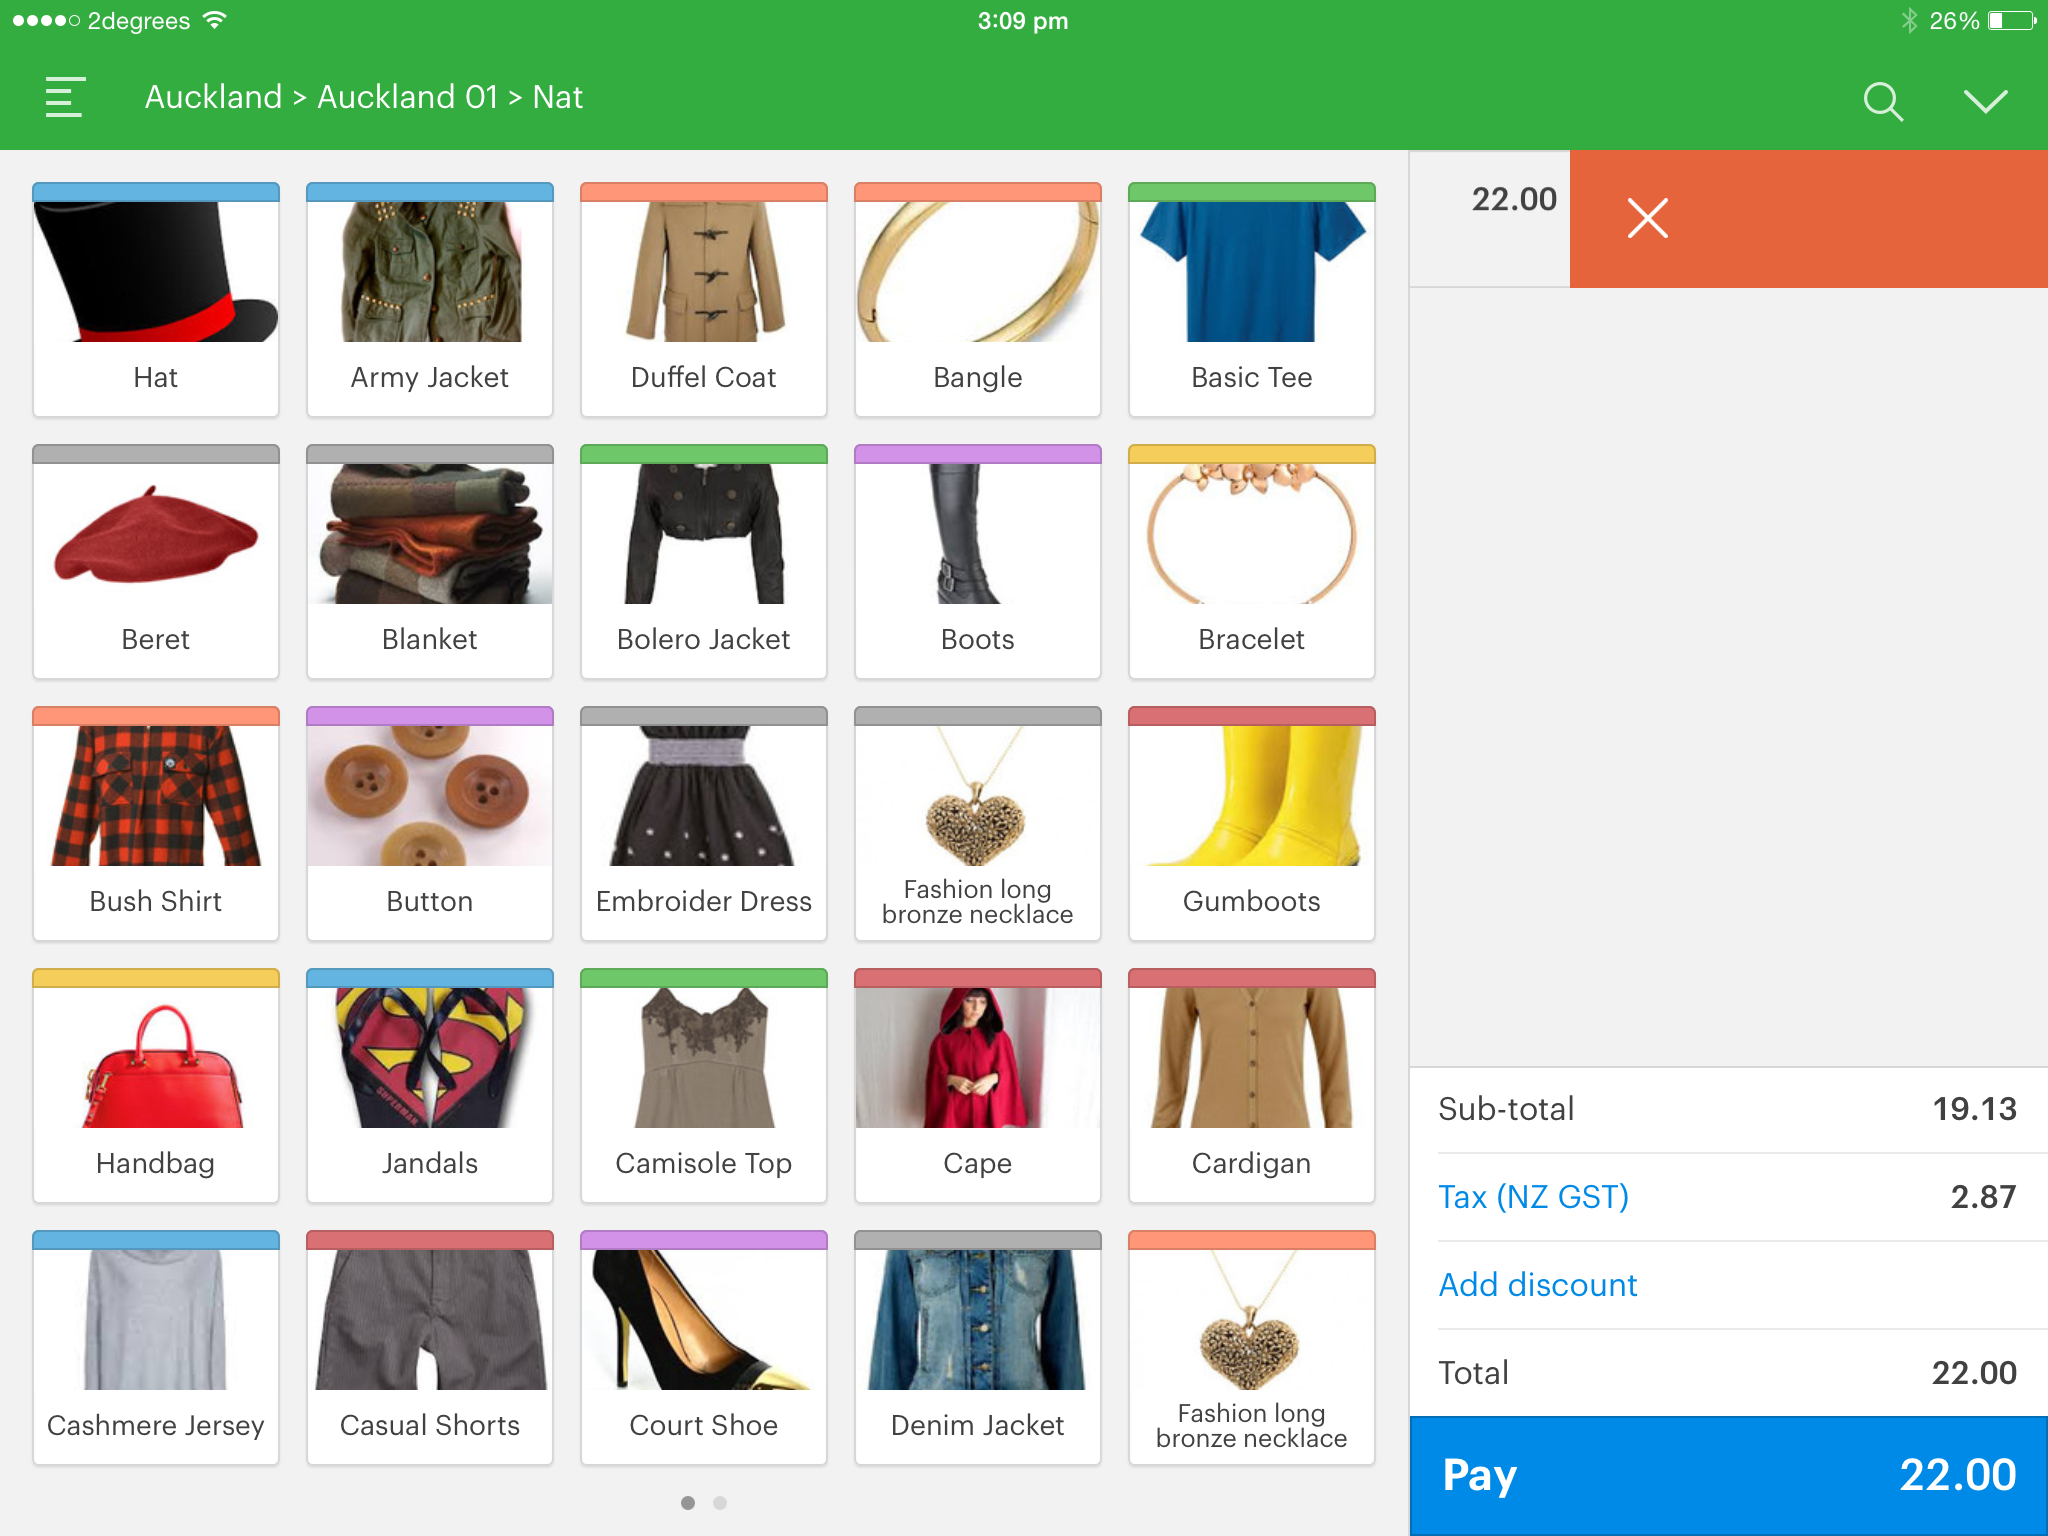 2degrees
3:09 pm
26%
Auckland > Auckland 01 > Nat
22.00
Hat
Army Jacket
Duffel Coat
Bangle
Basic Tee
Beret
Blanket
Bolero Jacket
Boots
Bracelet
Bush Shirt
Button
Embroider Dress
Fashion long
bronze necklace
Gumboots
SUPERMAN
Handbag
Jandals
Camisole Top
Cape
Cardigan
Cashmere Jersey
Casual Shorts
Court Shoe
Denim Jacket
Fashion long
bronze necklace
Sub-total 19.13
Tax (NZ GST) 2.87
Add discount
Total 22.00
Pay 22.00